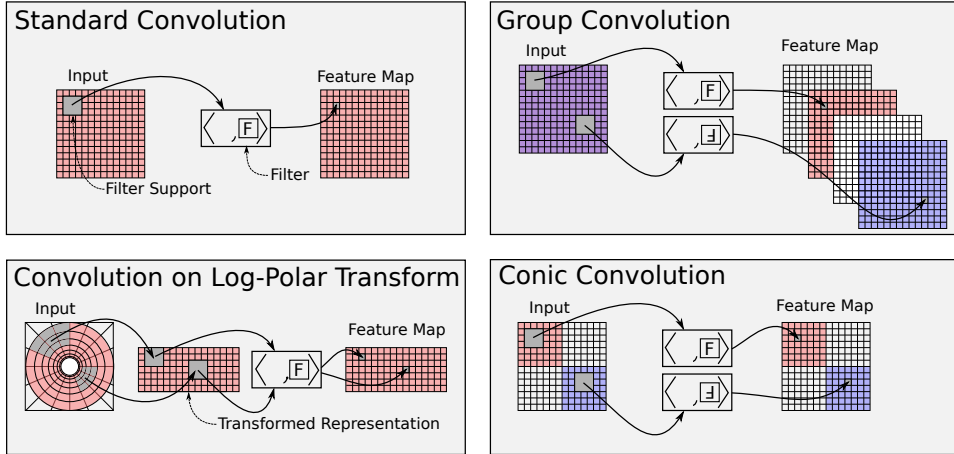 Standard Convolution
Input
Feature Map
⟨ , F⟩
Filter Support
Filter
Group Convolution
Input
Feature Map
⟨ , F⟩
⟨ , Ⅎ⟩
Convolution on Log-Polar Transform
Input
Feature Map
⟨ , F⟩
Transformed Representation
Conic Convolution
Input
Feature Map
⟨ , F⟩
⟨ , Ⅎ⟩